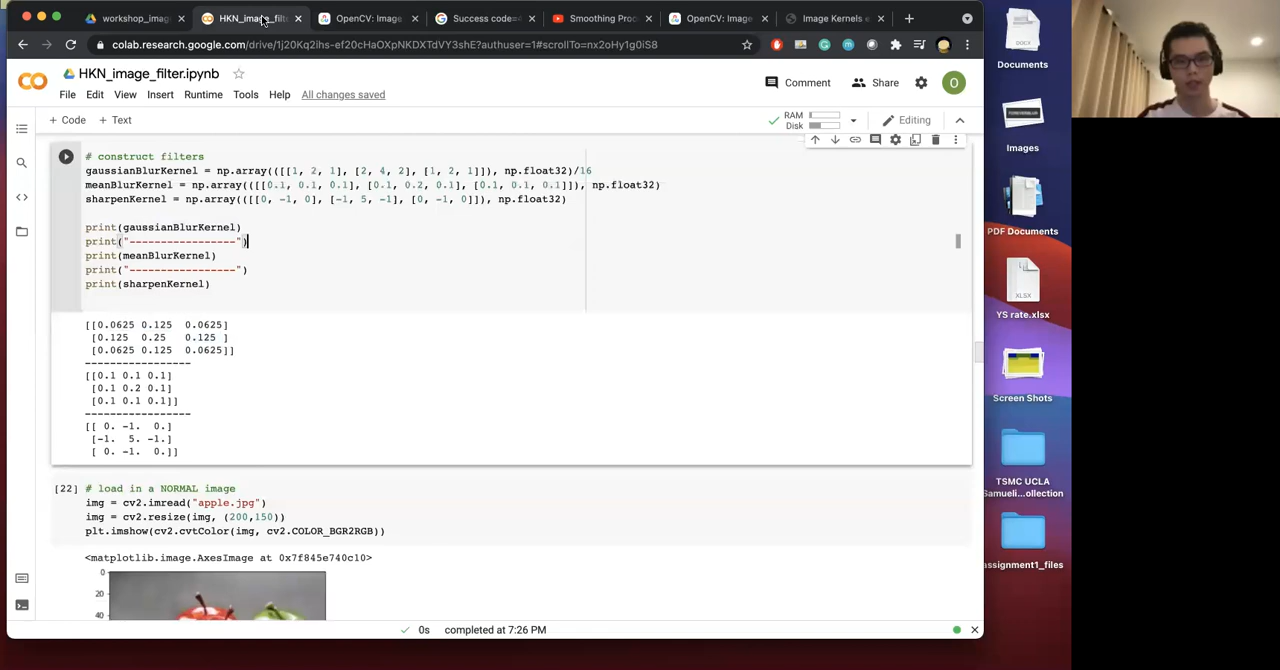 workshop_imag
HKN_image_filt
OpenCV: Image
Success code=
Smoothing Proc
OpenCV: Image
Image Kernels e
colab.research.google.com/drive/1j20Kq2ihs-ef20cHaOXpNKDXTdVY3shE?authuser=1#scrollTo=nx2oHy1g0iS8
HKN_image_filter.ipynb
Comment
Share
O
File Edit View Insert Runtime Tools Help All changes saved
+ Code + Text
RAM
Disk
Editing
# construct filters
gaussianBlurKernel = np.array(([[1, 2, 1], [2, 4, 2], [1, 2, 1]]), np.float32)/16
meanBlurKernel = np.array(([[0.1, 0.1, 0.1], [0.1, 0.2, 0.1], [0.1, 0.1, 0.1]]), np.float32)
sharpenKernel = np.array(([[0, -1, 0], [-1, 5, -1], [0, -1, 0]]), np.float32)
print(gaussianBlurKernel)
print("-----------------")
print(meanBlurKernel)
print("-----------------")
print(sharpenKernel)
[[0.0625 0.125 0.0625]
[0.125 0.25 0.125 ]
[0.0625 0.125 0.0625]]
-----------------
[[0.1 0.1 0.1]
[0.1 0.2 0.1]
[0.1 0.1 0.1]]
-----------------
[[ 0. -1. 0.]
[-1. 5. -1.]
[ 0. -1. 0.]]
[22] # load in a NORMAL image
img = cv2.imread("apple.jpg")
img = cv2.resize(img, (200,150))
plt.imshow(cv2.cvtColor(img, cv2.COLOR_BGR2RGB))
<matplotlib.image.AxesImage at 0x7f845e740c10>
0
20
40
0s completed at 7:26 PM
DOCX
Documents
Images
PDF Documents
XLSX
YS rate.xlsx
Screen Shots
TSMC UCLA
Samueli...ollection
assignment1_files